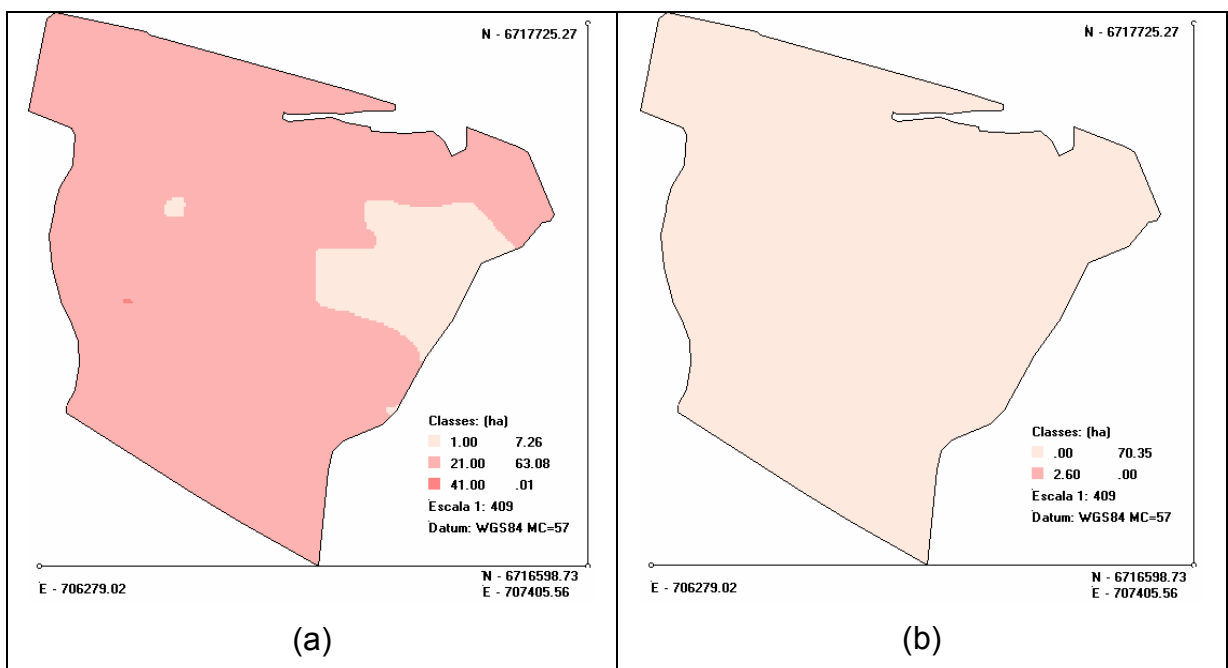 N - 6717725.27
Classes: (ha)
1.00 7.26
21.00 63.08
41.00 .01
Escala 1: 409
Datum: WGS84 MC=57
E - 706279.02
N - 6716598.73
E - 707405.56
(a)
N - 6717725.27
Classes: (ha)
.00 70.35
2.60 .00
Escala 1: 409
Datum: WGS84 MC=57
E - 706279.02
N - 6716598.73
E - 707405.56
(b)